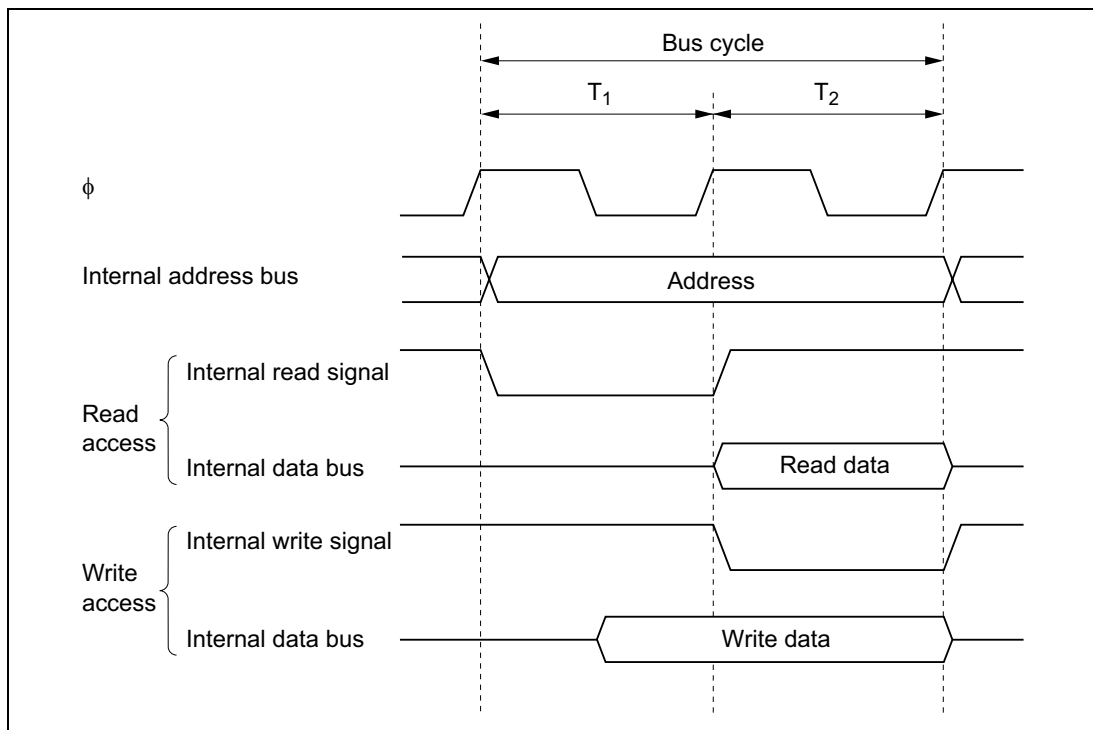 Bus cycle
T1
T2
ϕ
Internal address bus
Address
Read
access
Internal read signal
Internal data bus
Read data
Write
access
Internal write signal
Internal data bus
Write data